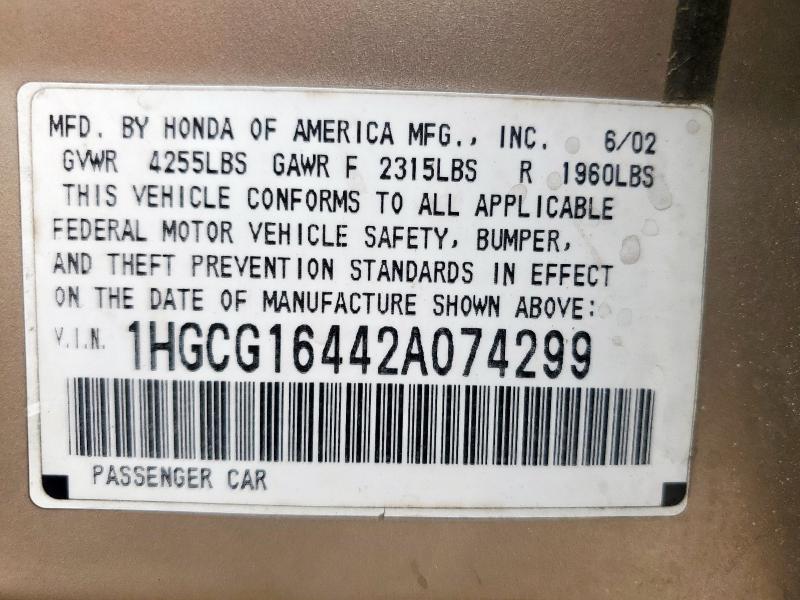 MFD. BY HONDA OF AMERICA MFG., INC. 6/02
GVWR 4255LBS GAWR F 2315LBS R 1960LBS
THIS VEHICLE CONFORMS TO ALL APPLICABLE
FEDERAL MOTOR VEHICLE SAFETY, BUMPER,
AND THEFT PREVENTION STANDARDS IN EFFECT
ON THE DATE OF MANUFACTURE SHOWN ABOVE:
V.I.N. 1HGCG16442A074299
PASSENGER CAR